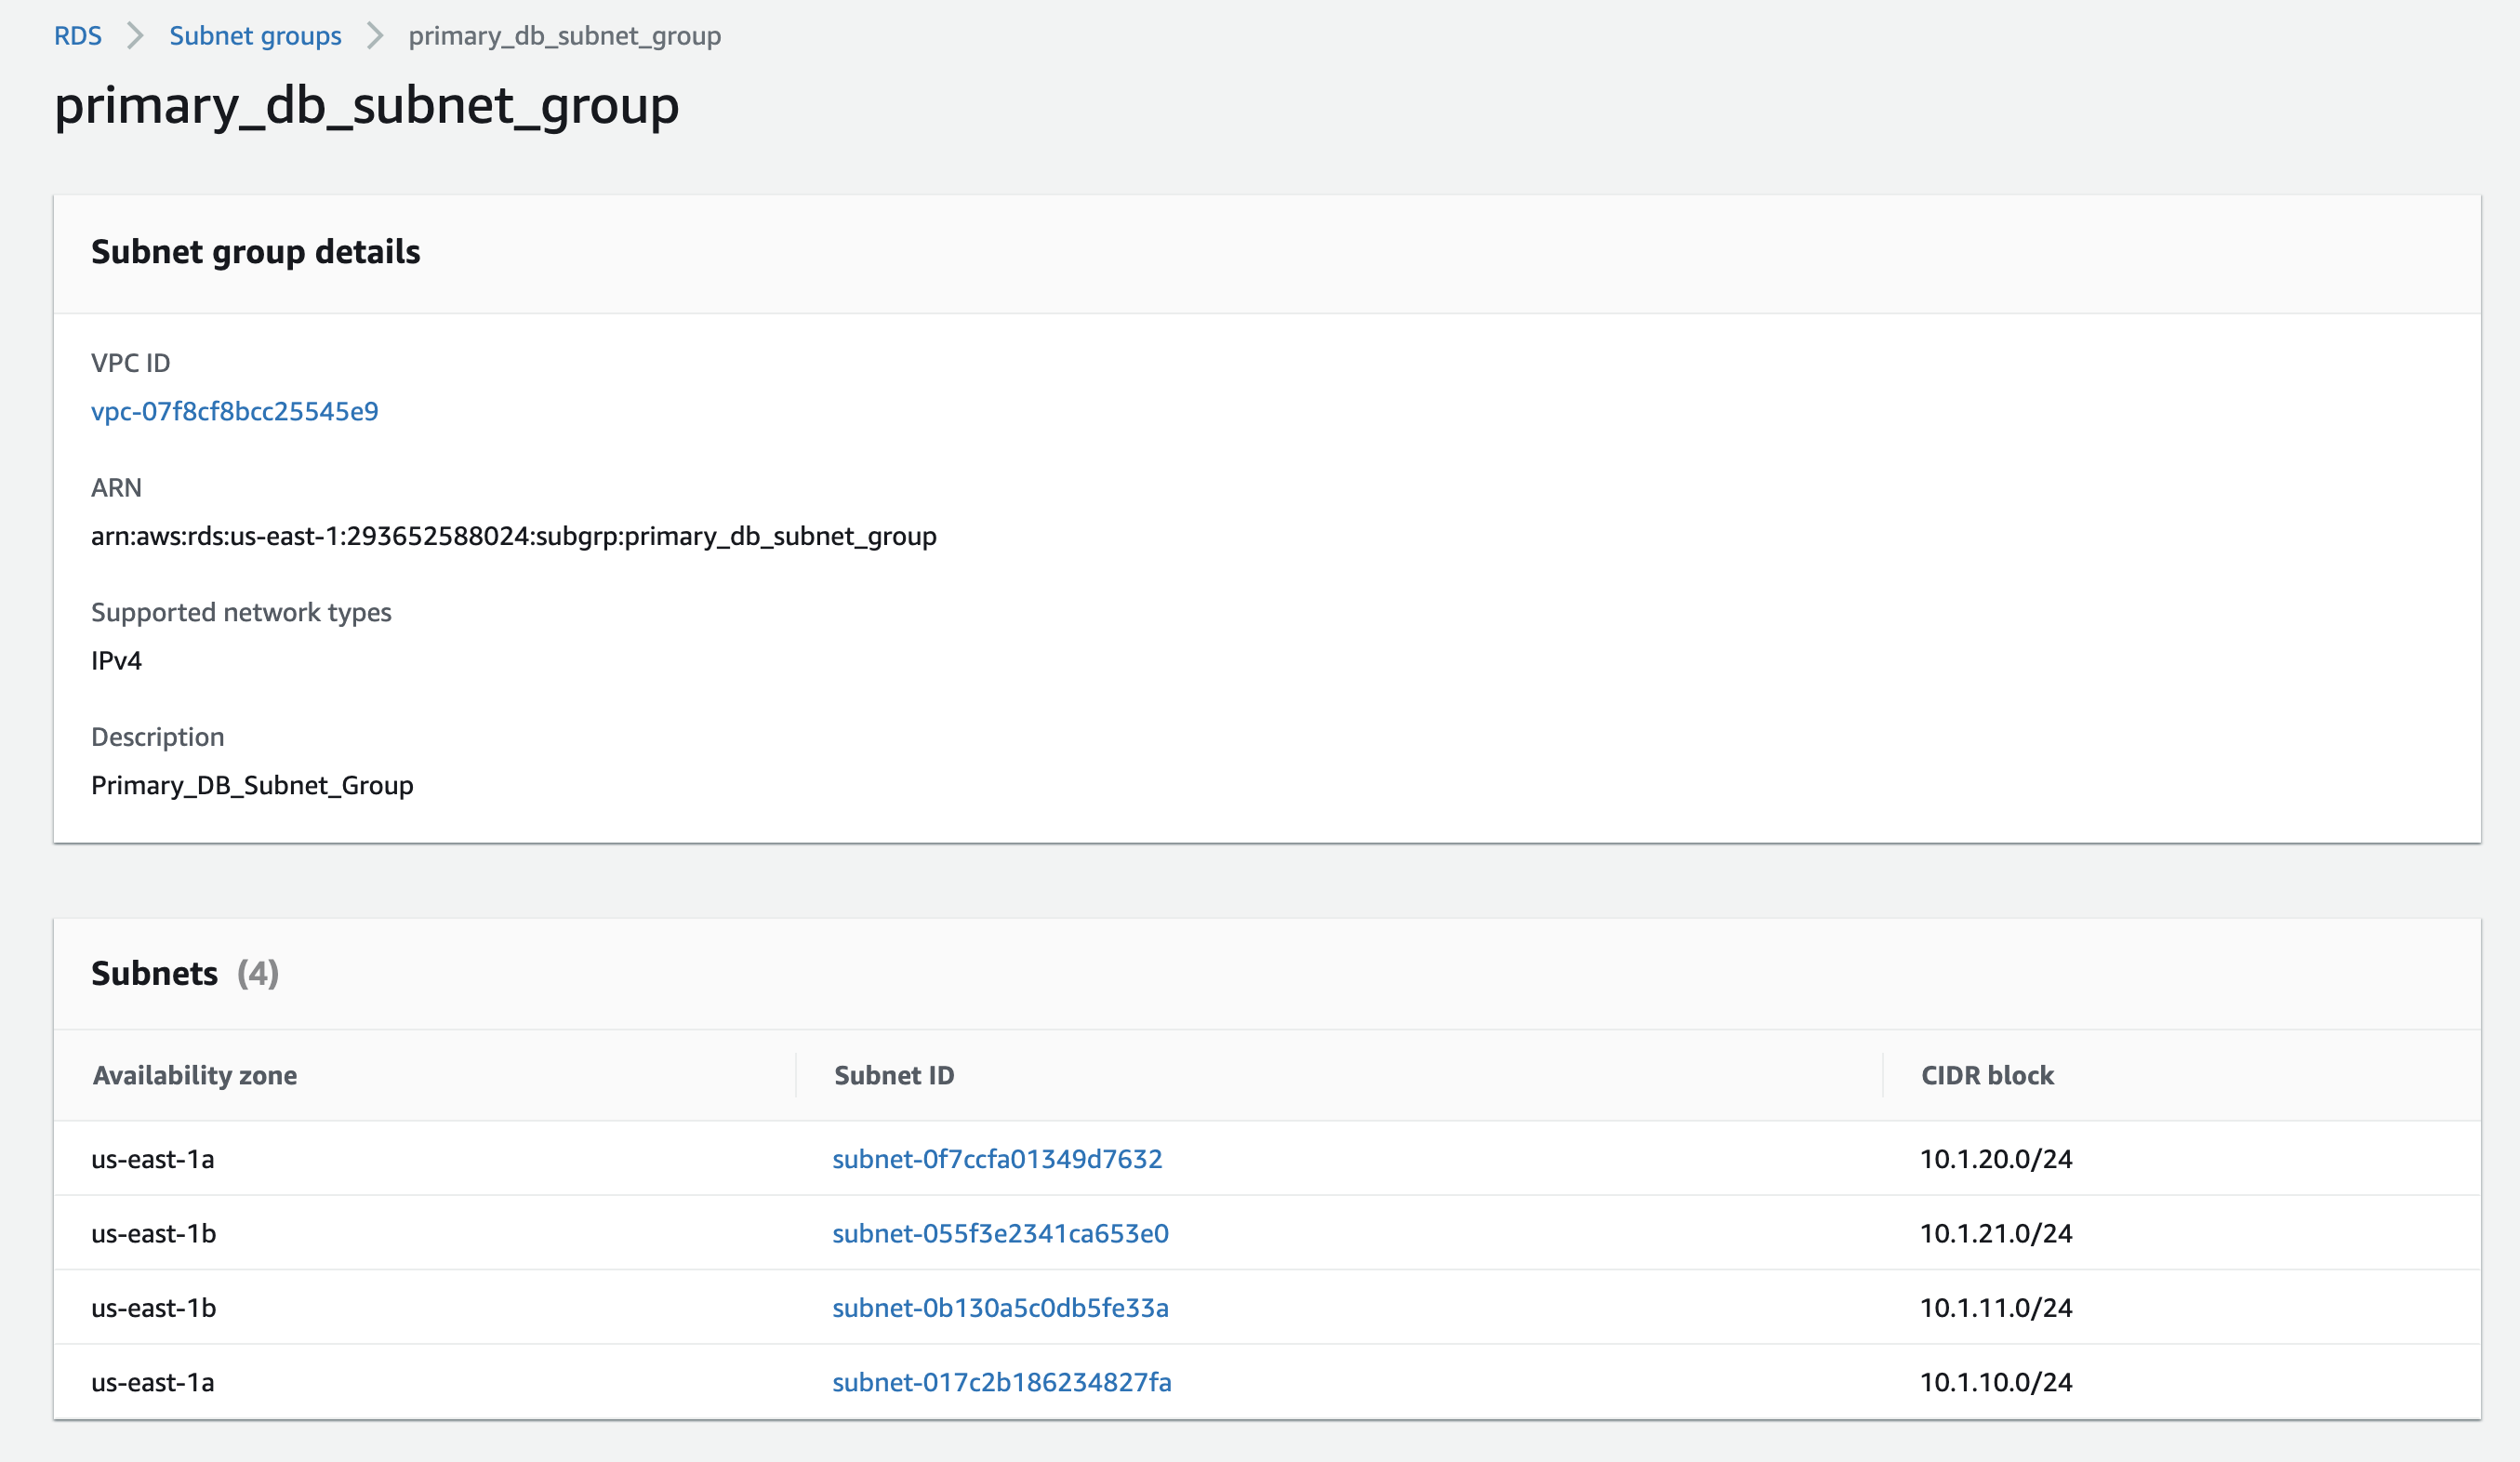 RDS > Subnet groups > primary_db_subnet_group
primary_db_subnet_group
Subnet group details
VPC ID
vpc-07f8cf8bcc25545e9
ARN
arn:aws:rds:us-east-1:293652588024:subgrp:primary_db_subnet_group
Supported network types
IPv4
Description
Primary_DB_Subnet_Group
Subnets (4)
Availability zone Subnet ID CIDR block
us-east-1a subnet-0f7ccfa01349d7632 10.1.20.0/24
us-east-1b subnet-055f3e2341ca653e0 10.1.21.0/24
us-east-1b subnet-0b130a5c0db5fe33a 10.1.11.0/24
us-east-1a subnet-017c2b186234827fa 10.1.10.0/24